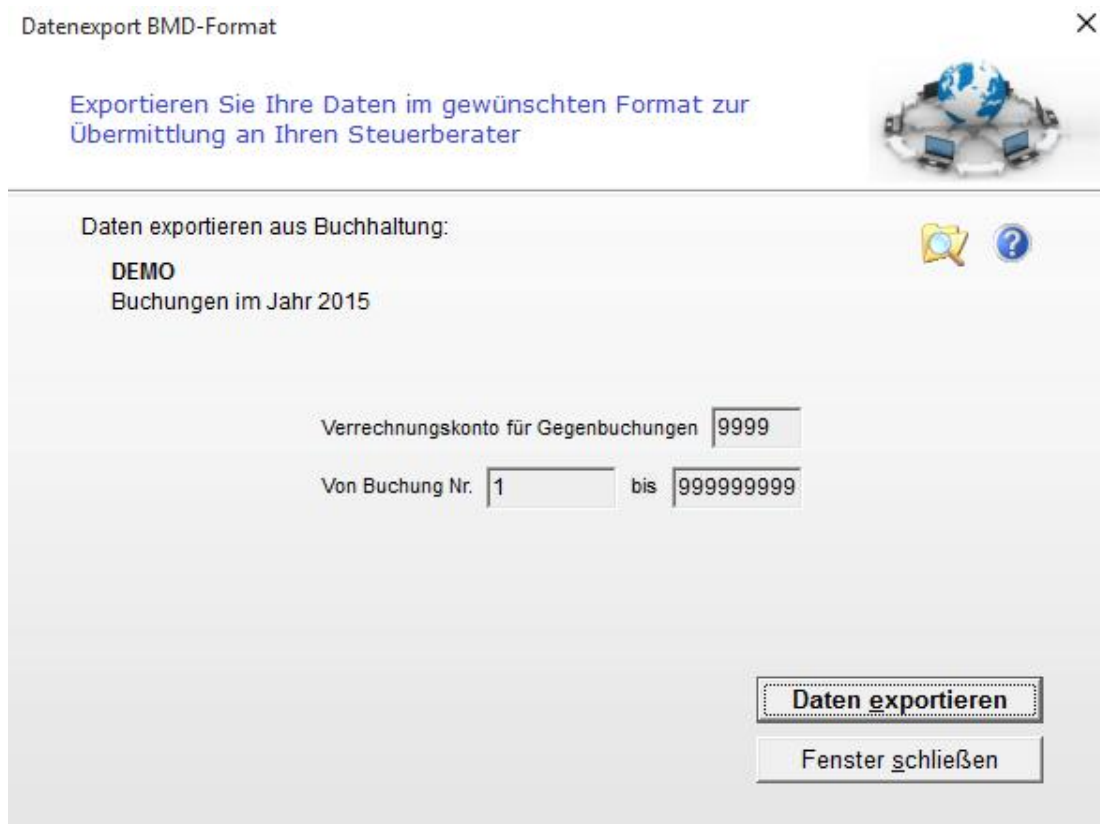 Datenexport BMD-Format
Exportieren Sie Ihre Daten im gewünschten Format zur
Übermittlung an Ihren Steuerberater
Daten exportieren aus Buchhaltung:
DEMO
Buchungen im Jahr 2015
Verrechnungskonto für Gegenbuchungen 9999
Von Buchung Nr. 1 bis 999999999
Daten exportieren
Fenster schließen